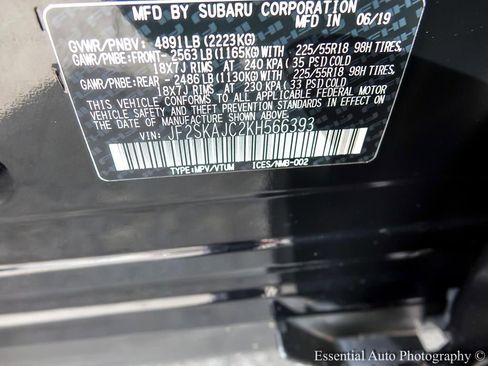 MFD BY SUBARU CORPORATION
MFD IN 06/19
GVWR/PNBV: 4891LB (2223KG)
GAWR/PNBE:FRONT-2563LB(1165KG)WITH 225/55R18 98H TIRES,
18X7J RIMS AT 240 KPA (35 PSI) COLD
GAWR/PNBE:REAR -2486LB(1130KG)WITH 225/55R18 98H TIRES,
18X7J RIMS AT 230 KPA (33 PSI) COLD
THIS VEHICLE CONFORMS TO ALL APPLICABLE FEDERAL MOTOR
VEHICLE SAFETY STANDARDS IN EFFECT ON THE DATE OF
MANUFACTURE SHOWN ABOVE.
VIN: JF2SKAJC2KH566393
TYPE:MPV/VTUM ICES/NMB-002
Essential Auto Photography ©